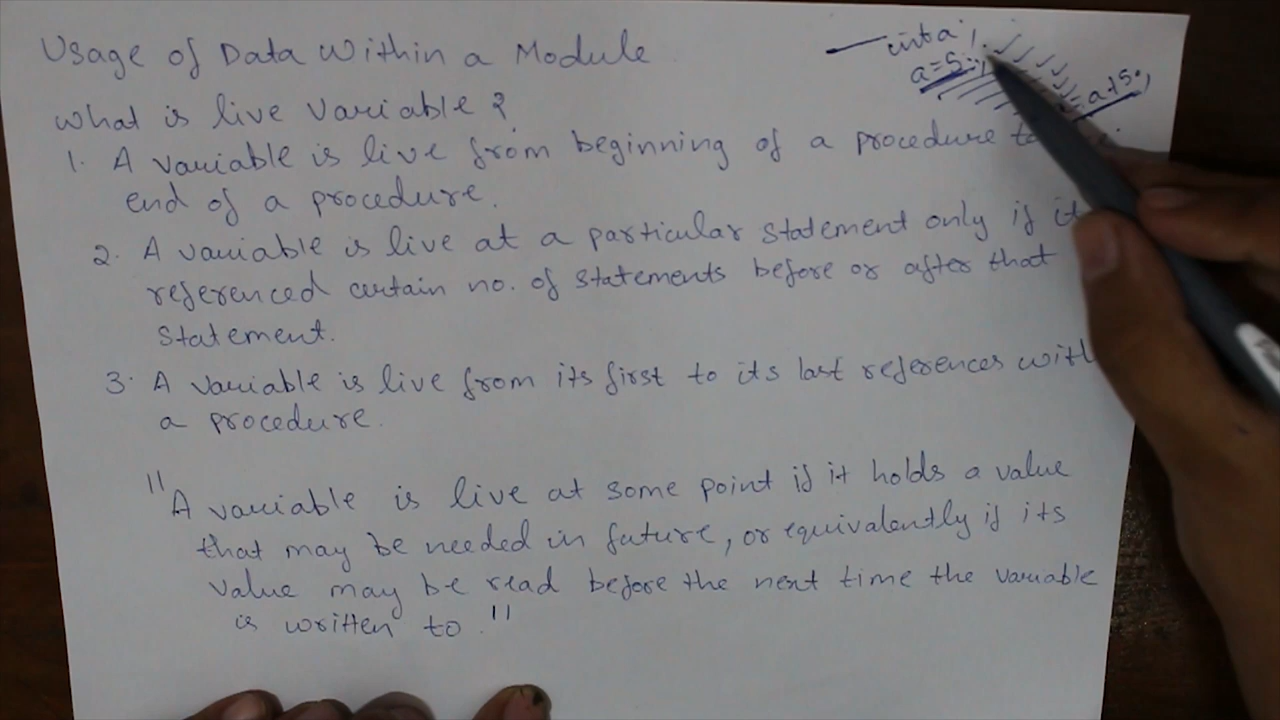 Usage of Data Within a Module
int a;
a=5;
= a+5;
What is live Variable?
1. A variable is live from beginning of a procedure to
end of a procedure.
2. A variable is live at a particular statement only if it
referenced certain no. of statements before or after that
statement.
3. A variable is live from its first to its last references with
a procedure.
"A variable is live at some point if it holds a value
that may be needed in future, or equivalently if its
value may be read before the next time the variable
is written to."